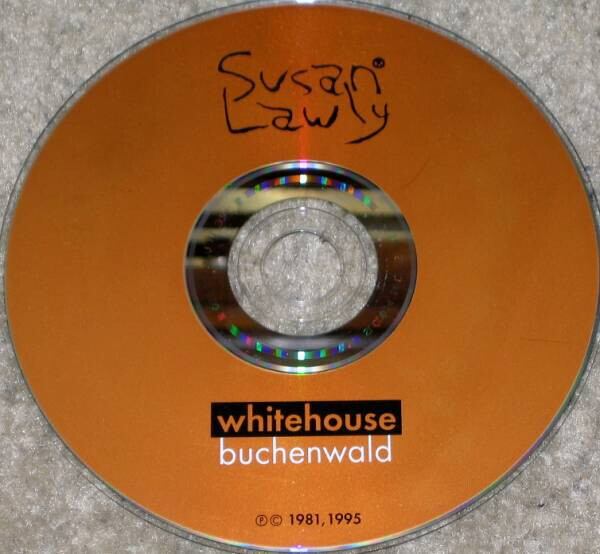 Susan
Lawly
whitehouse
buchenwald
℗© 1981, 1995